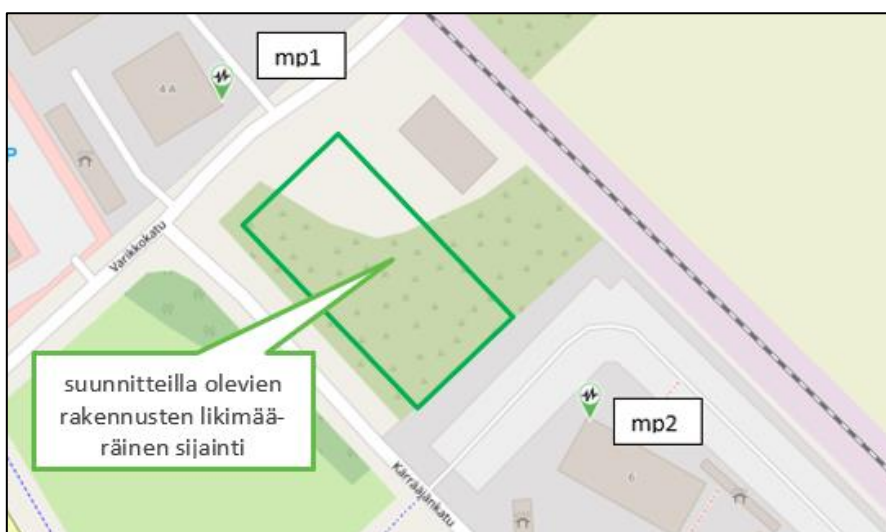 mp1
4 A
P
Varikkokatu
suunnitteilla olevien
rakennusten likimää-
räinen sijainti
mp2
6
Kärrääjänkatu